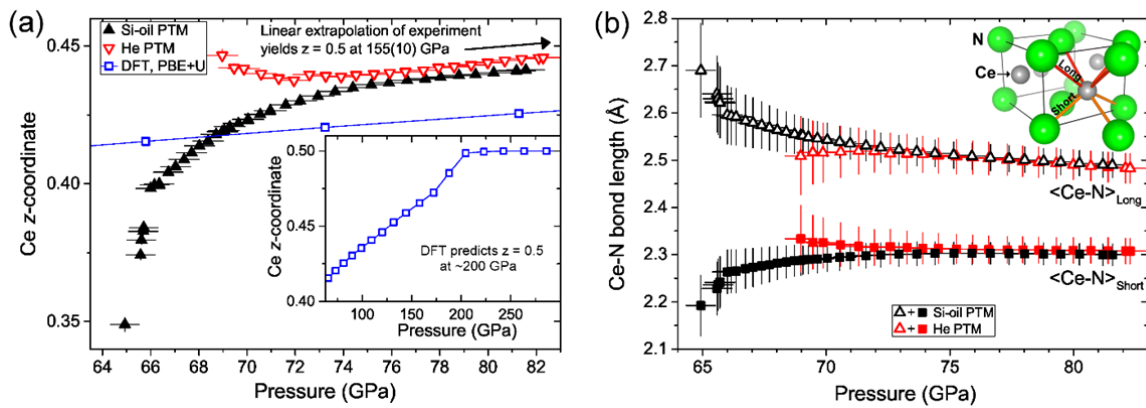 (a)
Si-oil PTM
He PTM
DFT, PBE+U
Linear extrapolation of experiment
yields z = 0.5 at 155(10) GPa
Ce z-coordinate
0.45
0.40
0.35
64 66 68 70 72 74 76 78 80 82
Pressure (GPa)
Ce z-coordinate
0.50
0.45
0.40
DFT predicts z = 0.5
at ~200 GPa
100 150 200 250
Pressure (GPa)
(b)
Ce-N bond length (Å)
2.8
2.7
2.6
2.5
2.4
2.3
2.2
2.1
N
Ce→
Long
Short
<Ce-N>Long
<Ce-N>Short
+ Si-oil PTM
+ He PTM
65 70 75 80
Pressure (GPa)